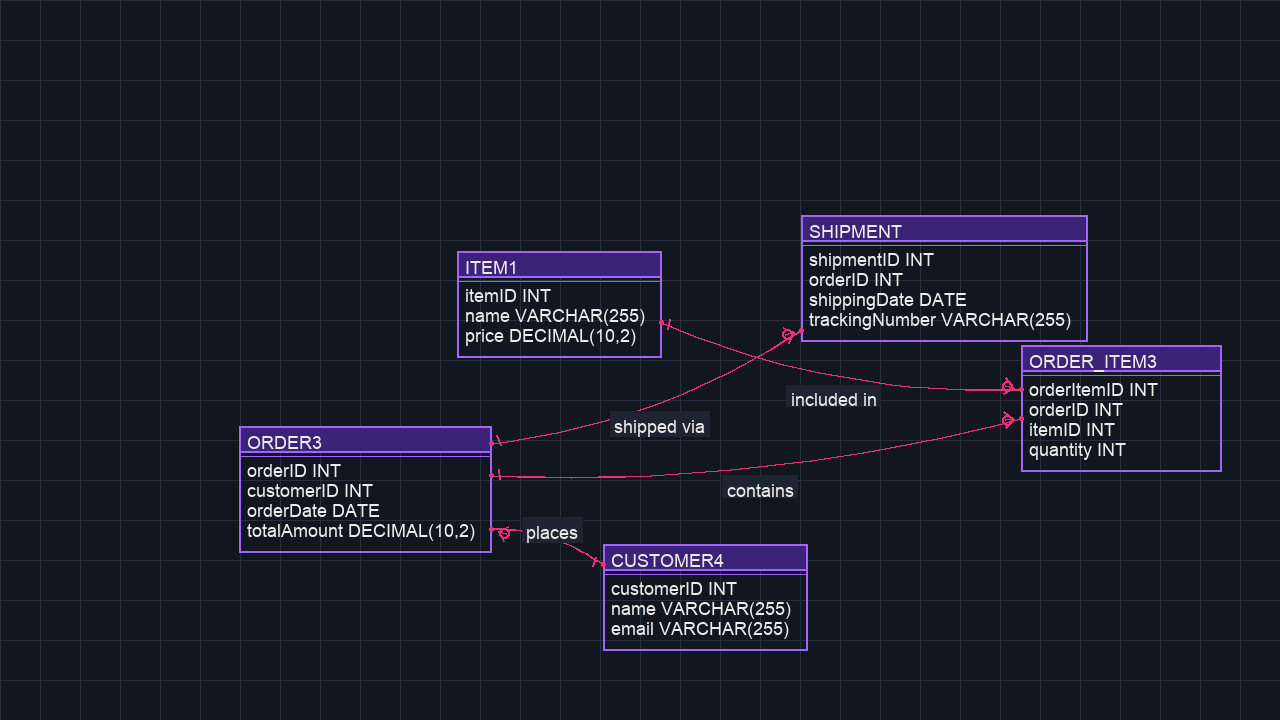 SHIPMENT
shipmentID INT
orderID INT
shippingDate DATE
trackingNumber VARCHAR(255)
ITEM1
itemID INT
name VARCHAR(255)
price DECIMAL(10,2)
ORDER_ITEM3
orderItemID INT
orderID INT
itemID INT
quantity INT
included in
shipped via
ORDER3
orderID INT
customerID INT
orderDate DATE
totalAmount DECIMAL(10,2)
contains
places
CUSTOMER4
customerID INT
name VARCHAR(255)
email VARCHAR(255)